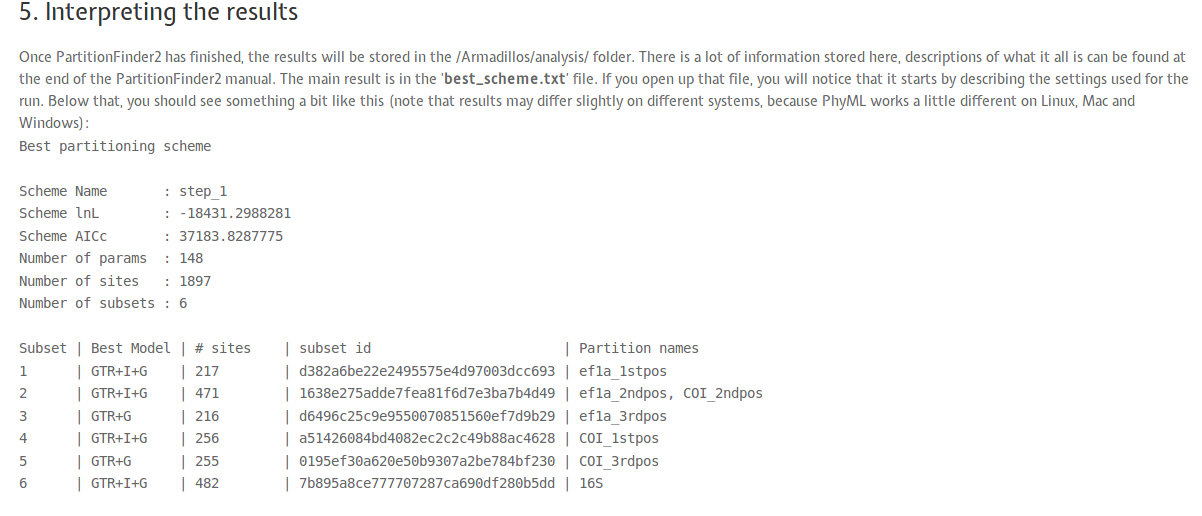 5. Interpreting the results
Once PartitionFinder2 has finished, the results will be stored in the /Armadillos/analysis/ folder. There is a lot of information stored here, descriptions of what it all is can be found at
the end of the PartitionFinder2 manual. The main result is in the 'best_scheme.txt' file. If you open up that file, you will notice that it starts by describing the settings used for the
run. Below that, you should see something a bit like this (note that results may differ slightly on different systems, because PhyML works a little different on Linux, Mac and
Windows):
Best partitioning scheme
Scheme Name       : step_1
Scheme lnL        : -18431.2988281
Scheme AICc       : 37183.8287775
Number of params  : 148
Number of sites   : 1897
Number of subsets : 6
Subset | Best Model | # sites    | subset id                        | Partition names
1      | GTR+I+G    | 217        | d382a6be22e2495575e4d97003dcc693 | ef1a_1stpos
2      | GTR+I+G    | 471        | 1638e275adde7fea81f6d7e3ba7b4d49 | ef1a_2ndpos, COI_2ndpos
3      | GTR+G      | 216        | d6496c25c9e9550070851560ef7d9b29 | ef1a_3rdpos
4      | GTR+I+G    | 256        | a51426084bd4082ec2c2c49b88ac4628 | COI_1stpos
5      | GTR+G      | 255        | 0195ef30a620e50b9307a2be784bf230 | COI_3rdpos
6      | GTR+I+G    | 482        | 7b895a8ce777707287ca690df280b5dd | 16S